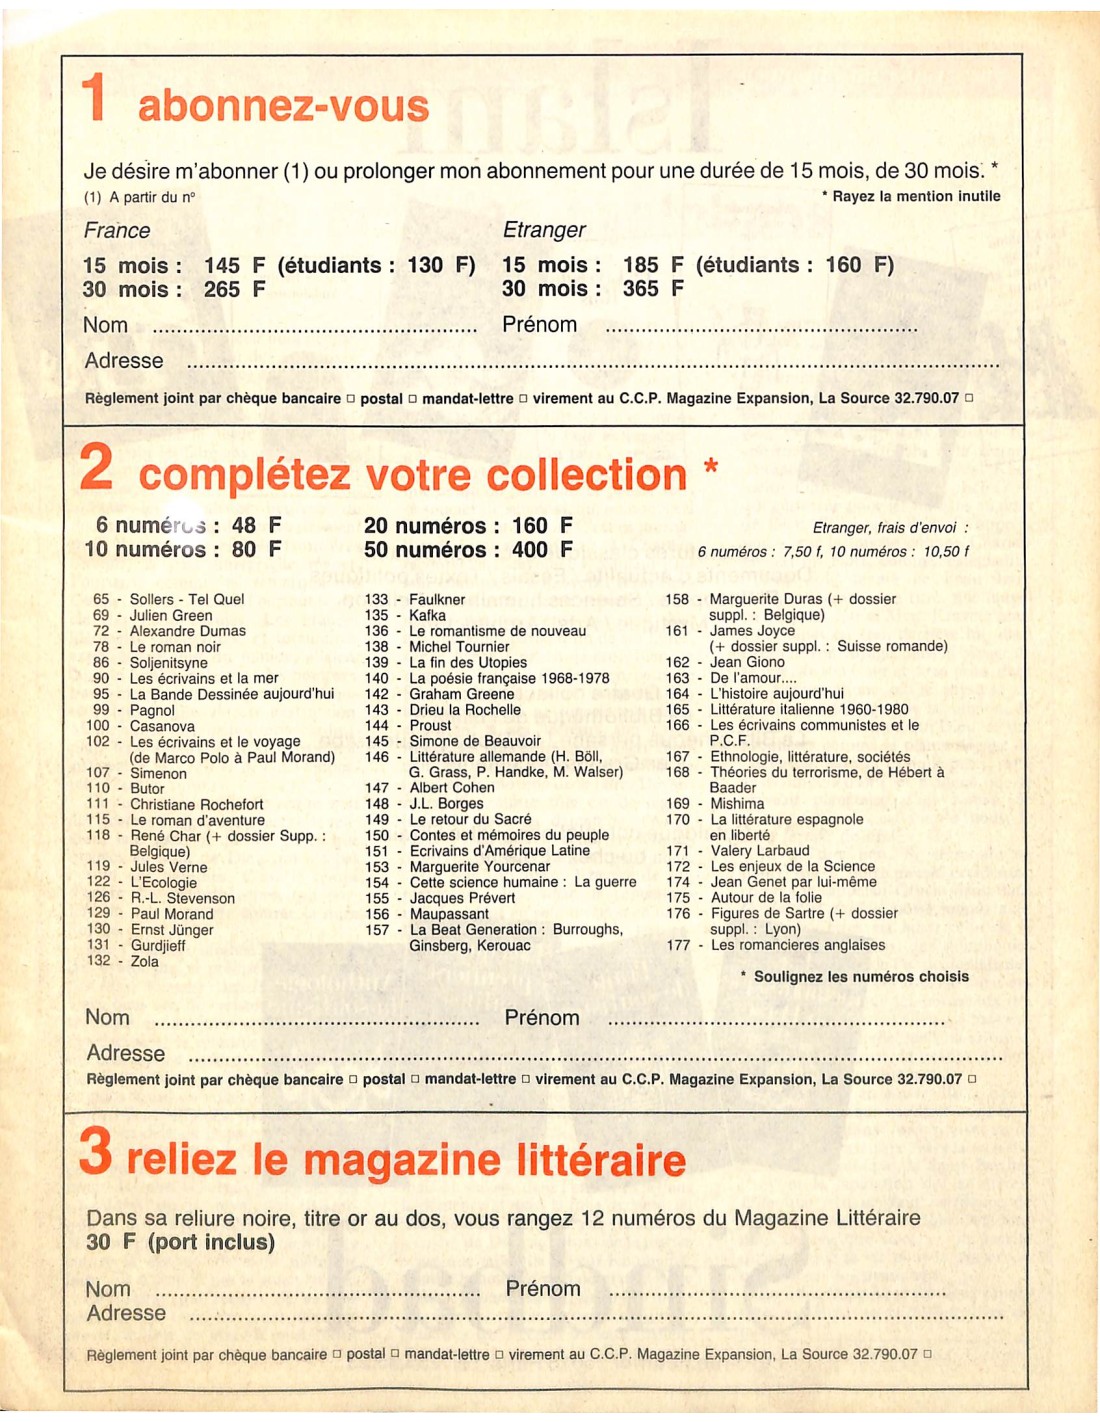 1 abonnez-vous
Je désire m'abonner (1) ou prolonger mon abonnement pour une durée de 15 mois, de 30 mois. *
(1) A partir du n° * Rayez la mention inutile
France Etranger
15 mois : 145 F (étudiants : 130 F) 15 mois : 185 F (étudiants : 160 F)
30 mois : 265 F 30 mois : 365 F
Nom ........ Prénom ........
Adresse ........
Règlement joint par chèque bancaire □ postal □ mandat-lettre □ virement au C.C.P. Magazine Expansion, La Source 32.790.07 □
2 complétez votre collection *
6 numéros : 48 F 20 numéros : 160 F Etranger, frais d'envoi :
10 numéros : 80 F 50 numéros : 400 F 6 numéros : 7,50 f, 10 numéros : 10,50 f
65 - Sollers - Tel Quel
69 - Julien Green
72 - Alexandre Dumas
78 - Le roman noir
86 - Soljenitsyne
90 - Les écrivains et la mer
95 - La Bande Dessinée aujourd'hui
99 - Pagnol
100 - Casanova
102 - Les écrivains et le voyage
(de Marco Polo à Paul Morand)
107 - Simenon
110 - Butor
111 - Christiane Rochefort
115 - Le roman d'aventure
118 - René Char (+ dossier Supp. :
Belgique)
119 - Jules Verne
122 - L'Ecologie
126 - R.-L. Stevenson
129 - Paul Morand
130 - Ernst Jünger
131 - Gurdjieff
132 - Zola
133 - Faulkner
135 - Kafka
136 - Le romantisme de nouveau
138 - Michel Tournier
139 - La fin des Utopies
140 - La poésie française 1968-1978
142 - Graham Greene
143 - Drieu la Rochelle
144 - Proust
145 - Simone de Beauvoir
146 - Littérature allemande (H. Böll,
G. Grass, P. Handke, M. Walser)
147 - Albert Cohen
148 - J.L. Borges
149 - Le retour du Sacré
150 - Contes et mémoires du peuple
151 - Ecrivains d'Amérique Latine
153 - Marguerite Yourcenar
154 - Cette science humaine : La guerre
155 - Jacques Prévert
156 - Maupassant
157 - La Beat Generation : Burroughs,
Ginsberg, Kerouac
158 - Marguerite Duras (+ dossier
suppl. : Belgique)
161 - James Joyce
(+ dossier suppl. : Suisse romande)
162 - Jean Giono
163 - De l'amour....
164 - L'histoire aujourd'hui
165 - Littérature italienne 1960-1980
166 - Les écrivains communistes et le
P.C.F.
167 - Ethnologie, littérature, sociétés
168 - Théories du terrorisme, de Hébert à
Baader
169 - Mishima
170 - La littérature espagnole
en liberté
171 - Valery Larbaud
172 - Les enjeux de la Science
174 - Jean Genet par lui-même
175 - Autour de la folie
176 - Figures de Sartre (+ dossier
suppl. : Lyon)
177 - Les romancieres anglaises
* Soulignez les numéros choisis
Nom ........ Prénom ........
Adresse ........
Règlement joint par chèque bancaire □ postal □ mandat-lettre □ virement au C.C.P. Magazine Expansion, La Source 32.790.07 □
3 reliez le magazine littéraire
Dans sa reliure noire, titre or au dos, vous rangez 12 numéros du Magazine Littéraire
30 F (port inclus)
Nom ........ Prénom ........
Adresse ........
Règlement joint par chèque bancaire □ postal □ mandat-lettre □ virement au C.C.P. Magazine Expansion, La Source 32.790.07 □